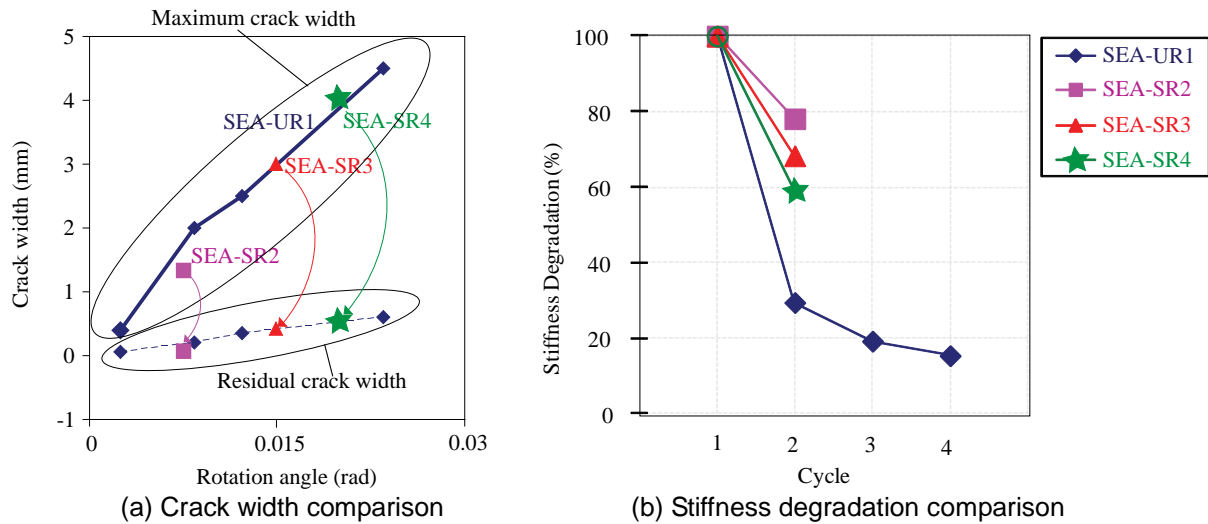 Maximum crack width
5
4
3
2
1
0
-1
Crack width (mm)
SEA-UR1
SEA-SR4
SEA-SR3
SEA-SR2
Residual crack width
0
0.015
0.03
Rotation angle (rad)
(a) Crack width comparison
100
80
60
40
20
0
Stiffness Degradation (%)
1
2
3
4
Cycle
SEA-UR1
SEA-SR2
SEA-SR3
SEA-SR4
(b) Stiffness degradation comparison